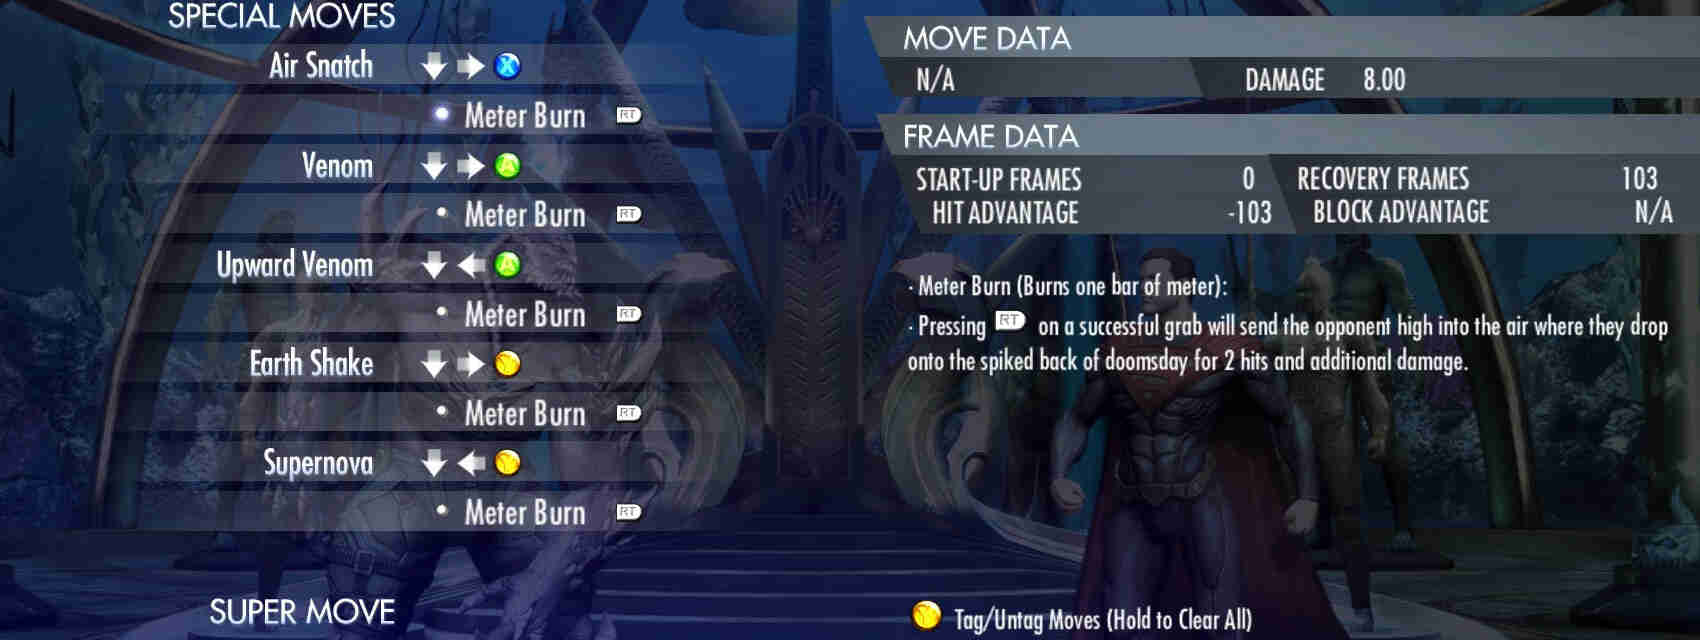 SPECIAL MOVES
Air Snatch X
Meter Burn RT
Venom A
Meter Burn RT
Upward Venom A
Meter Burn RT
Earth Shake Y
Meter Burn RT
Supernova Y
Meter Burn RT
SUPER MOVE
MOVE DATA
N/A DAMAGE 8.00
FRAME DATA
START-UP FRAMES 0 RECOVERY FRAMES 103
HIT ADVANTAGE -103 BLOCK ADVANTAGE N/A
· Meter Burn (Burns one bar of meter):
· Pressing RT on a successful grab will send the opponent high into the air where they drop
onto the spiked back of doomsday for 2 hits and additional damage.
Y Tag/Untag Moves (Hold to Clear All)